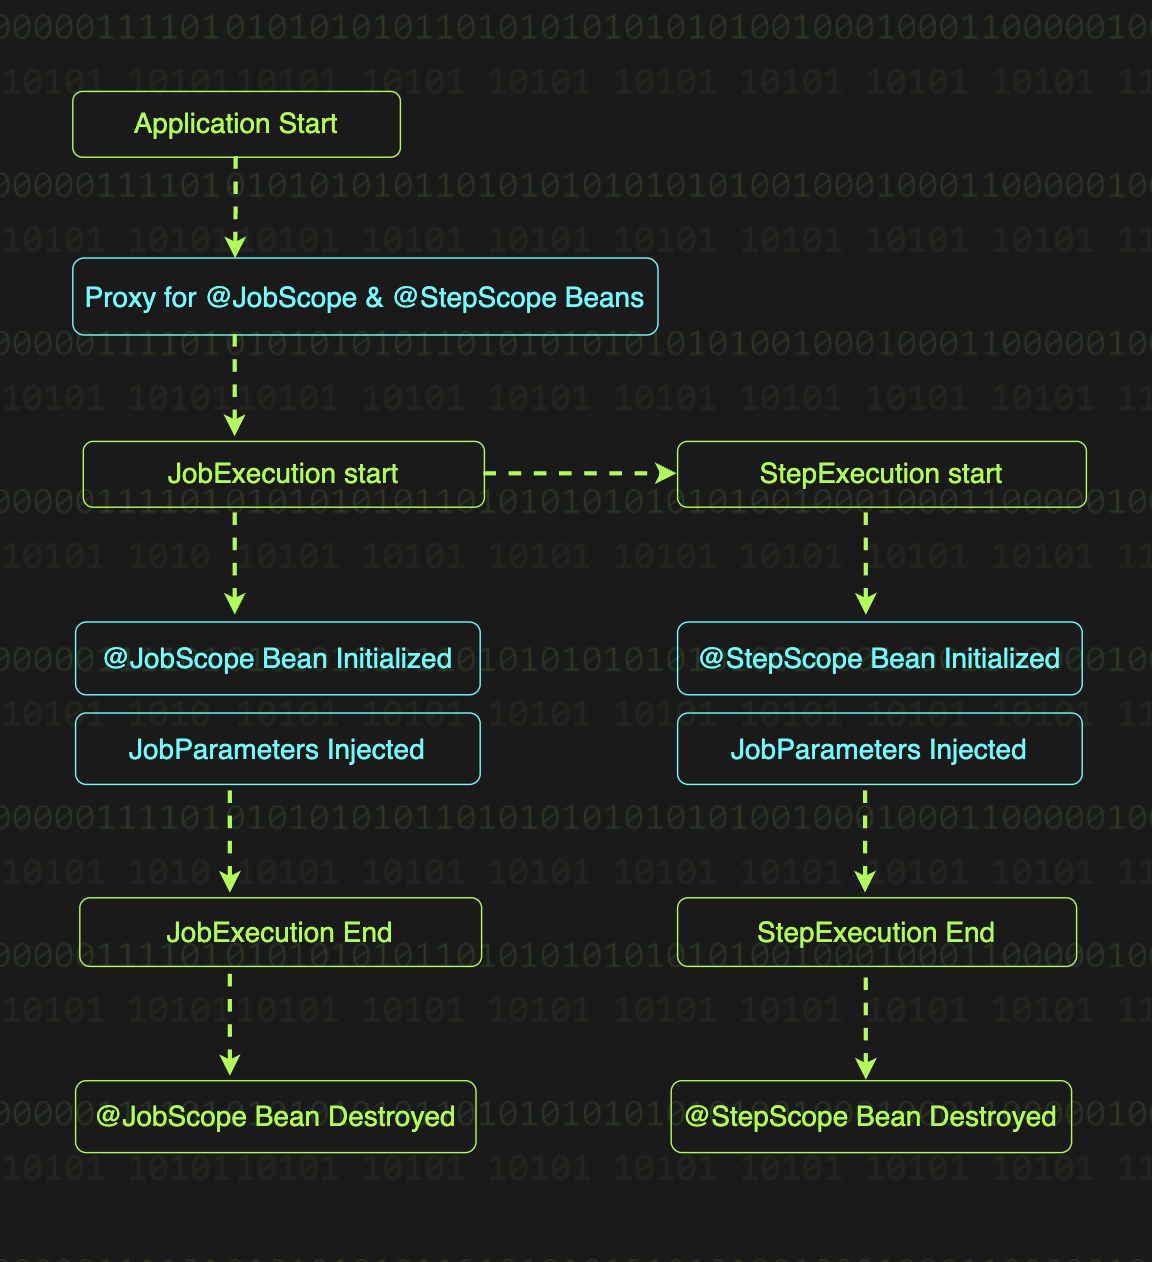 Application Start
Proxy for @JobScope & @StepScope Beans
JobExecution start
StepExecution start
@JobScope Bean Initialized
@StepScope Bean Initialized
JobParameters Injected
JobParameters Injected
JobExecution End
StepExecution End
@JobScope Bean Destroyed
@StepScope Bean Destroyed